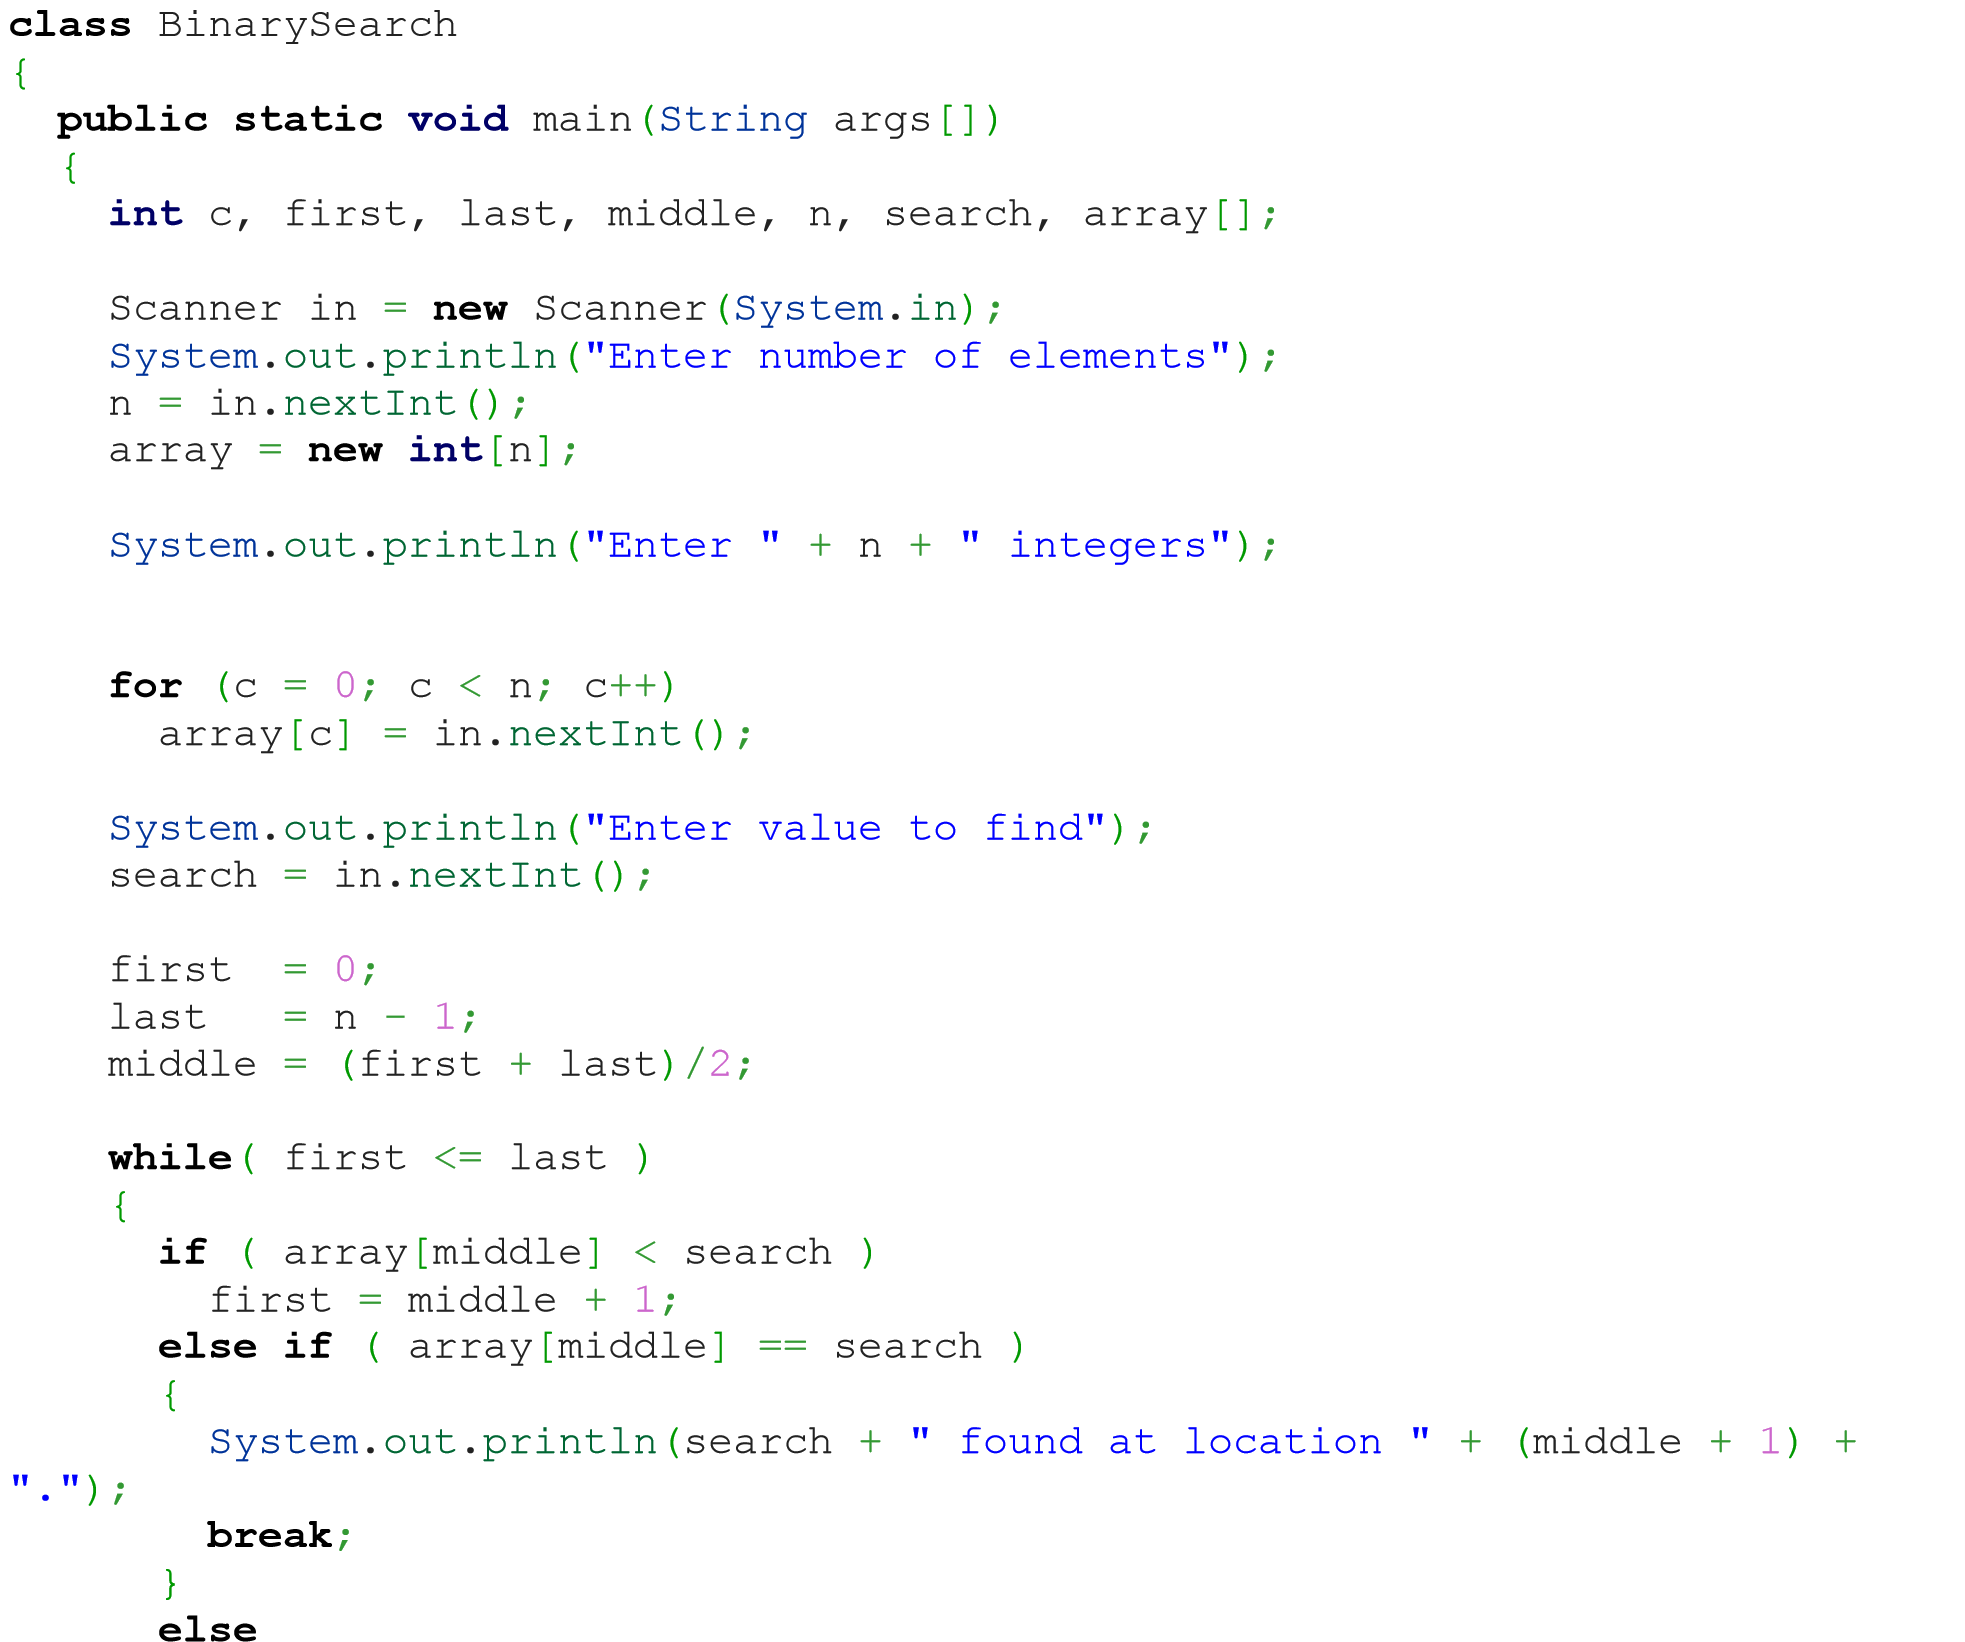 class BinarySearch
{
  public static void main(String args[])
  {
    int c, first, last, middle, n, search, array[];

    Scanner in = new Scanner(System.in);
    System.out.println("Enter number of elements");
    n = in.nextInt();
    array = new int[n];

    System.out.println("Enter " + n + " integers");

    for (c = 0; c < n; c++)
      array[c] = in.nextInt();

    System.out.println("Enter value to find");
    search = in.nextInt();

    first  = 0;
    last   = n - 1;
    middle = (first + last)/2;

    while( first <= last )
    {
      if ( array[middle] < search )
        first = middle + 1;
      else if ( array[middle] == search )
      {
        System.out.println(search + " found at location " + (middle + 1) +
".");
        break;
      }
      else